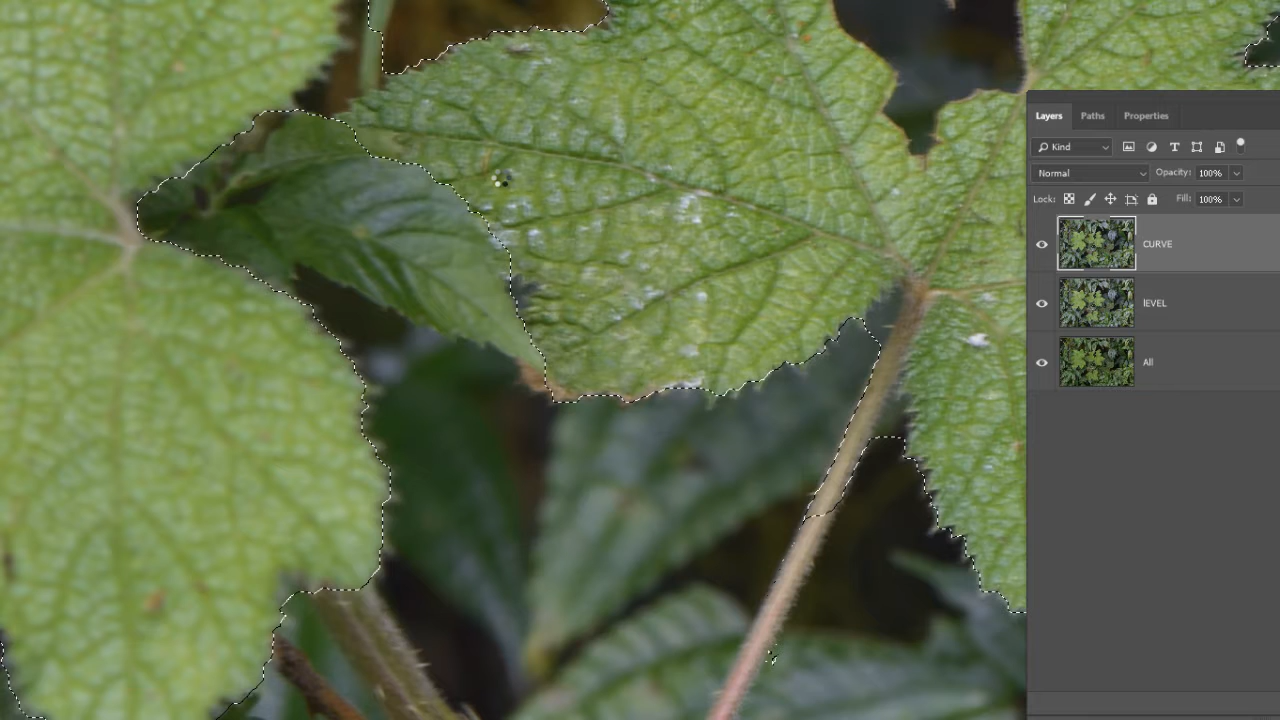 Layers Paths Properties
Kind
Normal Opacity: 100%
Lock: Fill: 100%
CURVE
lEVEL
All